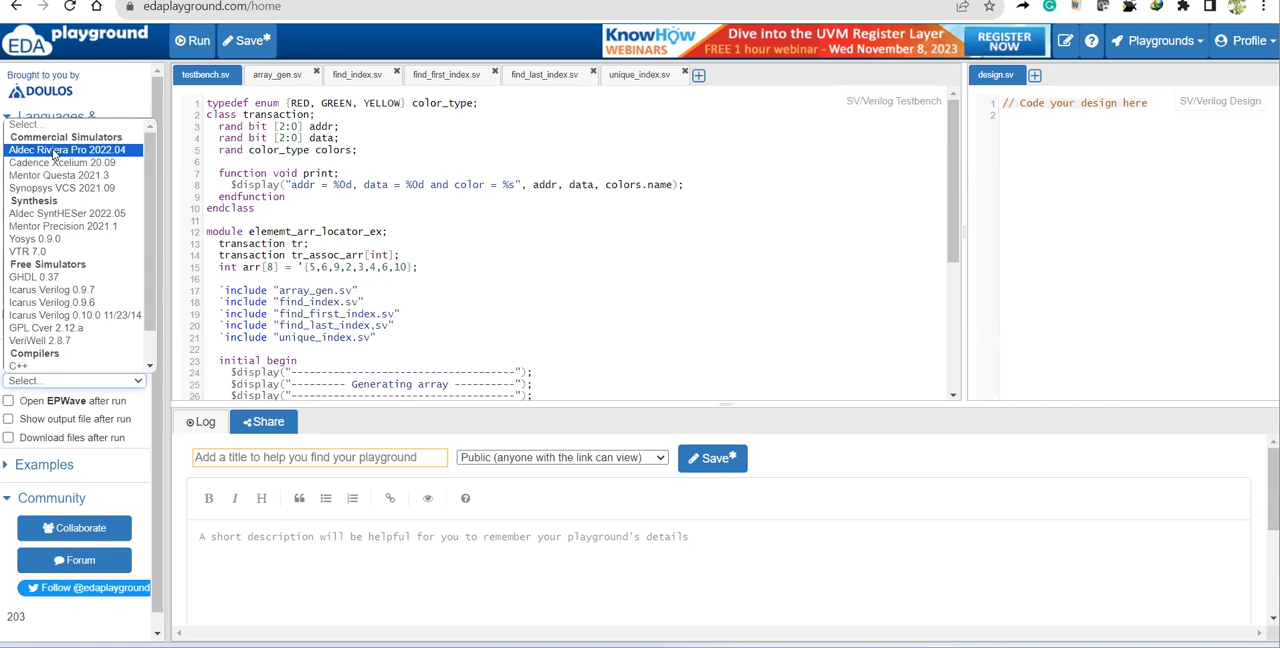 edaplayground.com/home
EDA playground
Run
Save*
KnowHow
WEBINARS
Dive into the UVM Register Layer
FREE 1 hour webinar - Wed November 8, 2023
REGISTER
NOW
Playgrounds
Profile
Brought to you by
DOULOS
Languages &
Select...
Commercial Simulators
Aldec Riviera Pro 2022.04
Cadence Xcelium 20.09
Mentor Questa 2021.3
Synopsys VCS 2021.09
Synthesis
Aldec SyntHESer 2022.05
Mentor Precision 2021.1
Yosys 0.9.0
VTR 7.0
Free Simulators
GHDL 0.37
Icarus Verilog 0.9.7
Icarus Verilog 0.9.6
Icarus Verilog 0.10.0 11/23/14
GPL Cver 2.12.a
VeriWell 2.8.7
Compilers
C++
Select...
Open EPWave after run
Show output file after run
Download files after run
Examples
Community
Collaborate
Forum
Follow @edaplayground
203
testbench.sv
array_gen.sv
find_index.sv
find_first_index.sv
find_last_index.sv
unique_index.sv
SV/Verilog Testbench
1 typedef enum {RED, GREEN, YELLOW} color_type;
2 class transaction;
3 rand bit [2:0] addr;
4 rand bit [2:0] data;
5 rand color_type colors;
6
7 function void print;
8 $display("addr = %0d, data = %0d and color = %s", addr, data, colors.name);
9 endfunction
10 endclass
11
12 module elememt_arr_locator_ex;
13 transaction tr;
14 transaction tr_assoc_arr[int];
15 int arr[8] = '{5,6,9,2,3,4,6,10};
16
17 `include "array_gen.sv"
18 `include "find_index.sv"
19 `include "find_first_index.sv"
20 `include "find_last_index,sv"
21 `include "unique_index.sv"
22
23 initial begin
24 $display("------------------------------------");
25 $display("--------- Generating array ----------");
26 $display("------------------------------------");
design.sv
SV/Verilog Design
1 // Code your design here
2
Log
Share
Add a title to help you find your playground
Public (anyone with the link can view)
Save*
B I H
A short description will be helpful for you to remember your playground's details